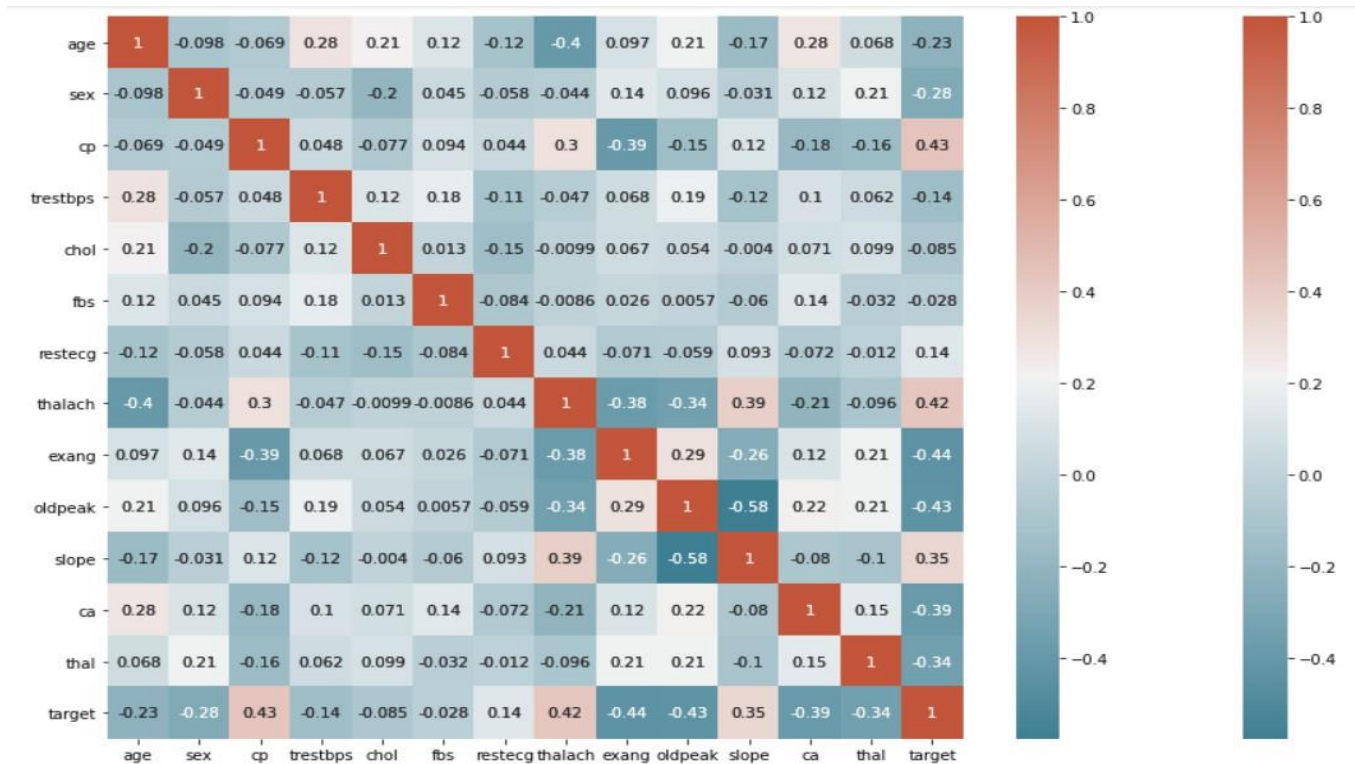 age 1 -0.098 -0.069 0.28 0.21 0.12 -0.12 -0.4 0.097 0.21 -0.17 0.28 0.068 -0.23
sex -0.098 1 -0.049 -0.057 -0.2 0.045 -0.058 -0.044 0.14 0.096 -0.031 0.12 0.21 -0.28
cp -0.069 -0.049 1 0.048 -0.077 0.094 0.044 0.3 -0.39 -0.15 0.12 -0.18 -0.16 0.43
trestbps 0.28 -0.057 0.048 1 0.12 0.18 -0.11 -0.047 0.068 0.19 -0.12 0.1 0.062 -0.14
chol 0.21 -0.2 -0.077 0.12 1 0.013 -0.15 -0.0099 0.067 0.054 -0.004 0.071 0.099 -0.085
fbs 0.12 0.045 0.094 0.18 0.013 1 -0.084 -0.0086 0.026 0.0057 -0.06 0.14 -0.032 -0.028
restecg -0.12 -0.058 0.044 -0.11 -0.15 -0.084 1 0.044 -0.071 -0.059 0.093 -0.072 -0.012 0.14
thalach -0.4 -0.044 0.3 -0.047 -0.0099 -0.0086 0.044 1 -0.38 -0.34 0.39 -0.21 -0.096 0.42
exang 0.097 0.14 -0.39 0.068 0.067 0.026 -0.071 -0.38 1 0.29 -0.26 0.12 0.21 -0.44
oldpeak 0.21 0.096 -0.15 0.19 0.054 0.0057 -0.059 -0.34 0.29 1 -0.58 0.22 0.21 -0.43
slope -0.17 -0.031 0.12 -0.12 -0.004 -0.06 0.093 0.39 -0.26 -0.58 1 -0.08 -0.1 0.35
ca 0.28 0.12 -0.18 0.1 0.071 0.14 -0.072 -0.21 0.12 0.22 -0.08 1 0.15 -0.39
thal 0.068 0.21 -0.16 0.062 0.099 -0.032 -0.012 -0.096 0.21 0.21 -0.1 0.15 1 -0.34
target -0.23 -0.28 0.43 -0.14 -0.085 -0.028 0.14 0.42 -0.44 -0.43 0.35 -0.39 -0.34 1
age sex cp trestbps chol fbs restecg thalach exang oldpeak slope ca thal target
1.0
0.8
0.6
0.4
0.2
0.0
−0.2
−0.4
1.0
0.8
0.6
0.4
0.2
0.0
−0.2
−0.4